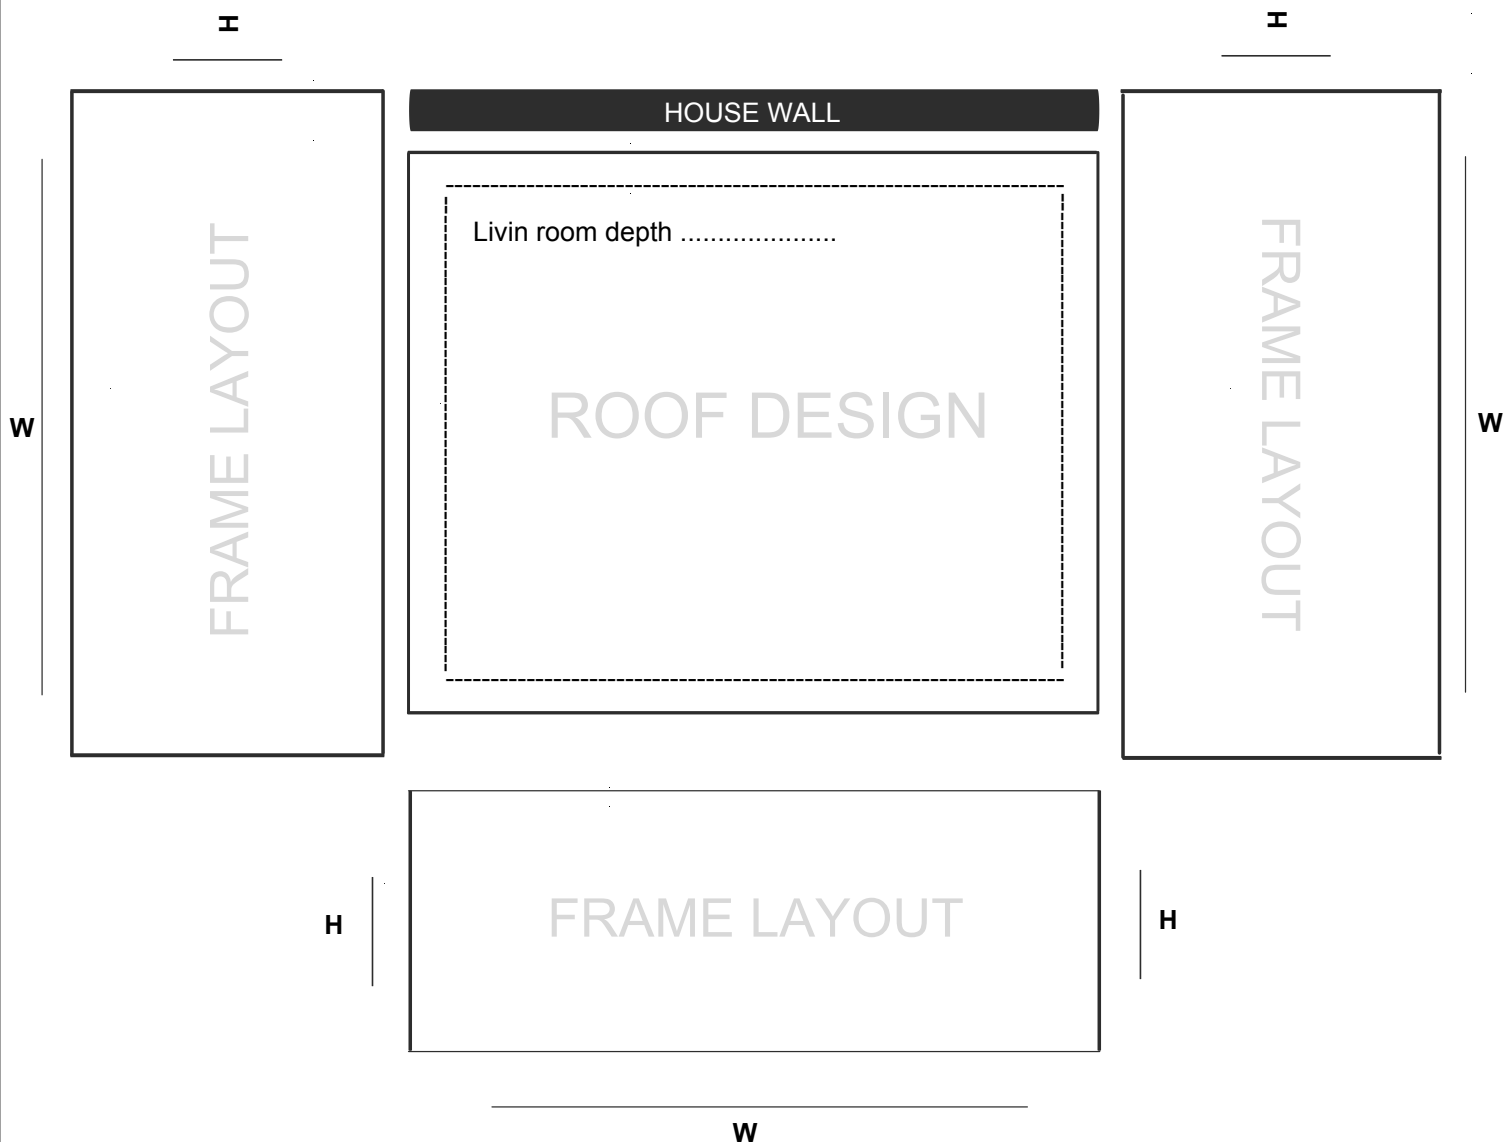 H
H
HOUSE WALL
Livin room depth .....................
FRAME LAYOUT
FRAME LAYOUT
ROOF DESIGN
W
W
FRAME LAYOUT
H
H
W